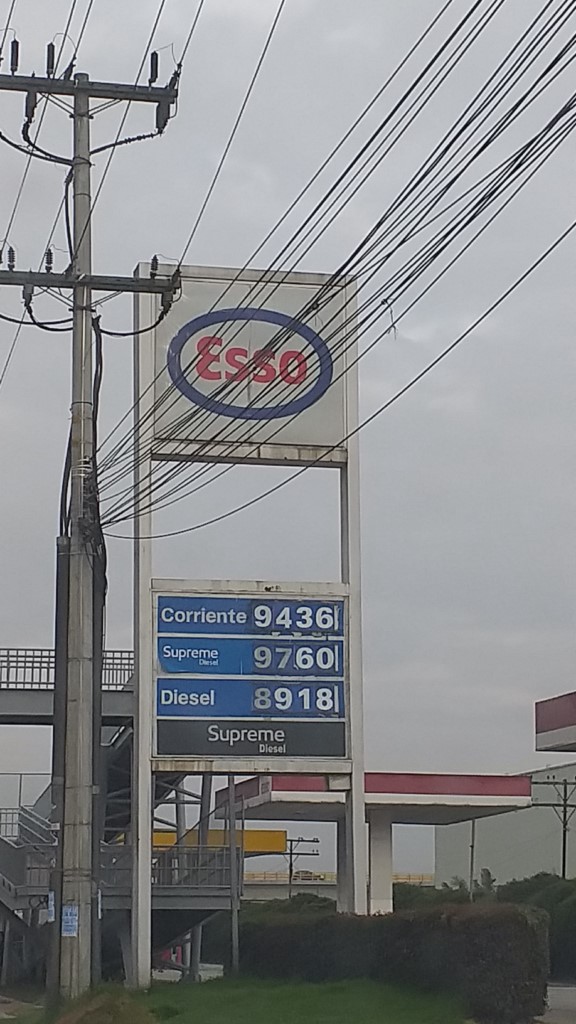 Esso
Corriente 9436
Supreme Diesel 9760
Diesel 8918
Supreme
Diesel